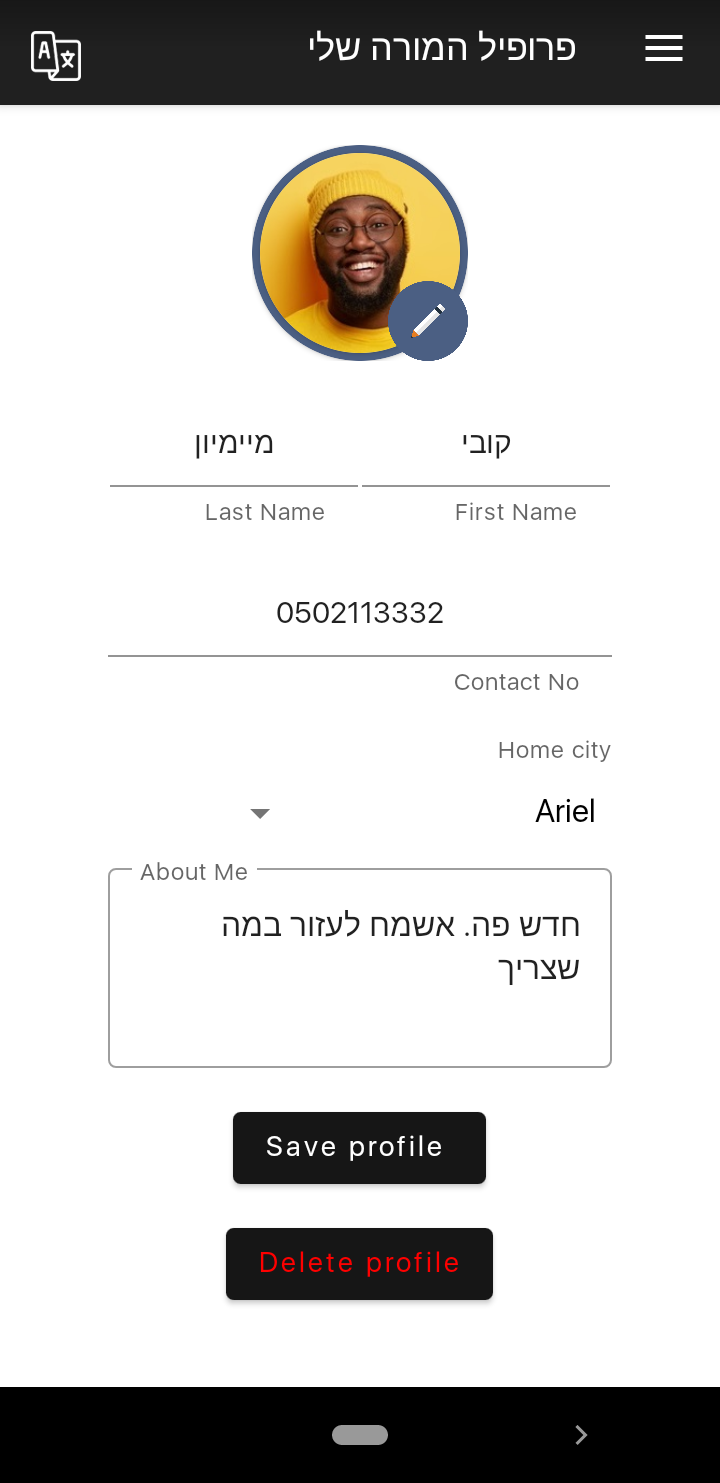 פרופיל המורה שלי
קובי
מיימיון
First Name
Last Name
0502113332
Contact No
Home city
Ariel
About Me
חדש פה. אשמח לעזור במה
שצריך
Save profile
Delete profile